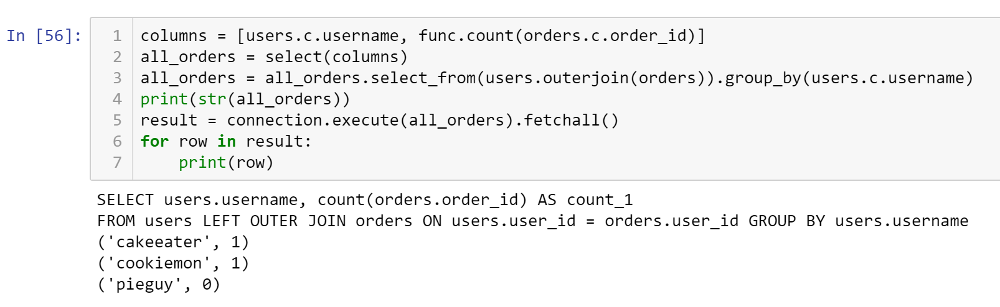 In [56]:
1 columns = [users.c.username, func.count(orders.c.order_id)]
2 all_orders = select(columns)
3 all_orders = all_orders.select_from(users.outerjoin(orders)).group_by(users.c.username)
4 print(str(all_orders))
5 result = connection.execute(all_orders).fetchall()
6 for row in result:
7     print(row)
SELECT users.username, count(orders.order_id) AS count_1
FROM users LEFT OUTER JOIN orders ON users.user_id = orders.user_id GROUP BY users.username
('cakeeater', 1)
('cookiemon', 1)
('pieguy', 0)